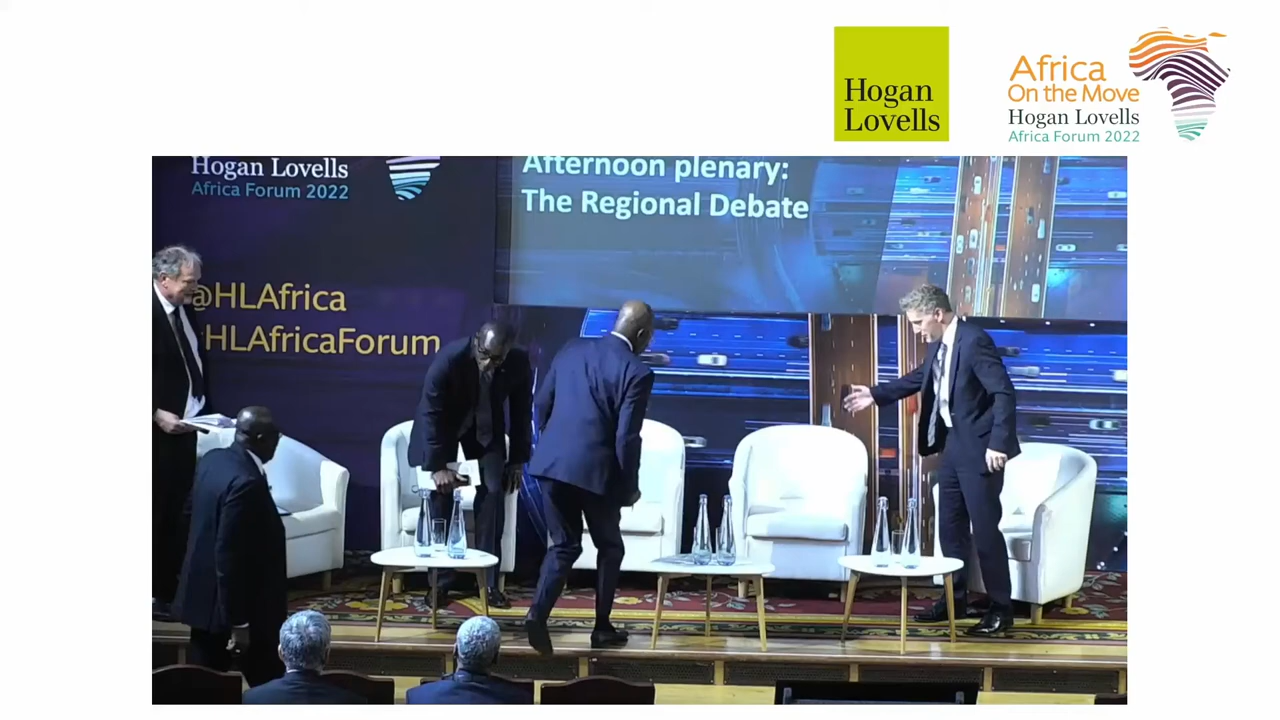 Hogan
Lovells
Africa
On the Move
Hogan Lovells
Africa Forum 2022
Hogan Lovells
Africa Forum 2022
Afternoon plenary:
The Regional Debate
@HLAfrica
HLAfricaForum